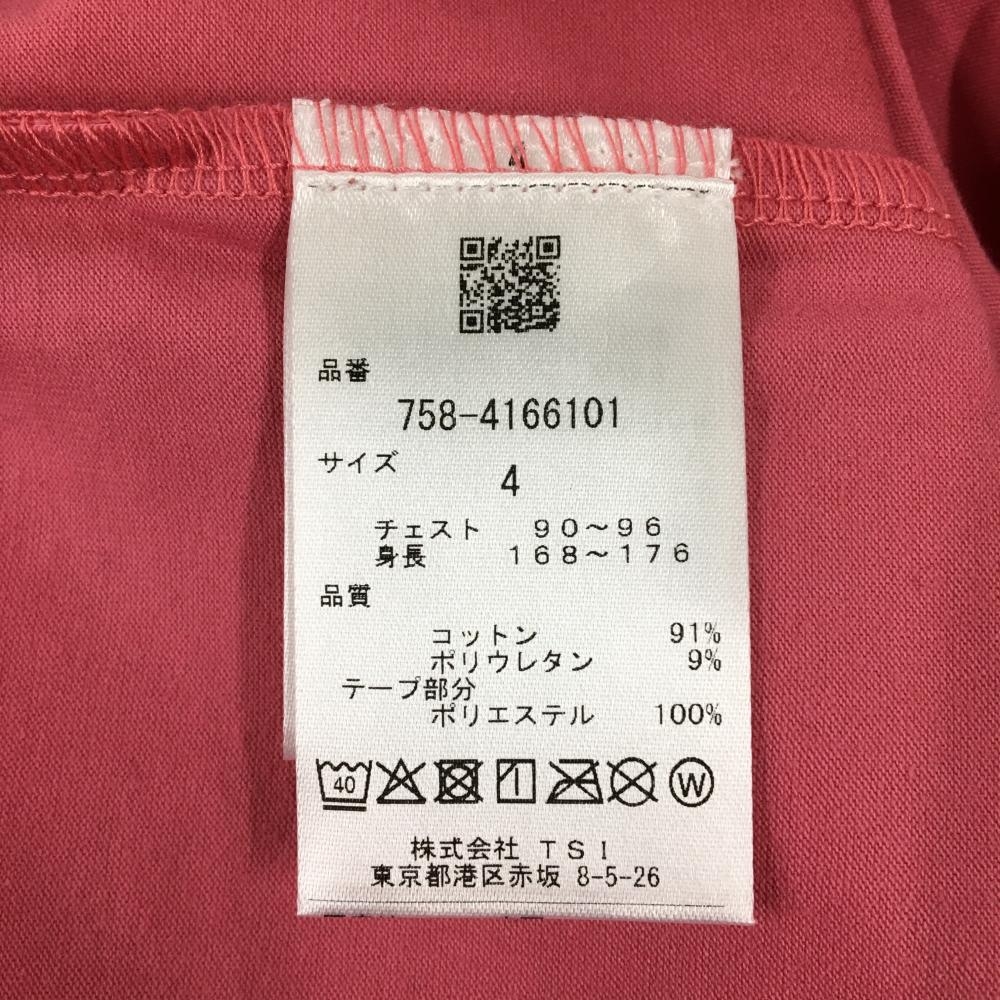 品番
758-4166101
サイズ
4
チェスト 90～96
身長 168～176
品質
コットン 91%
ポリウレタン 9%
テープ部分
ポリエステル 100%
40
W
株式会社 TSI
東京都港区赤坂 8-5-26